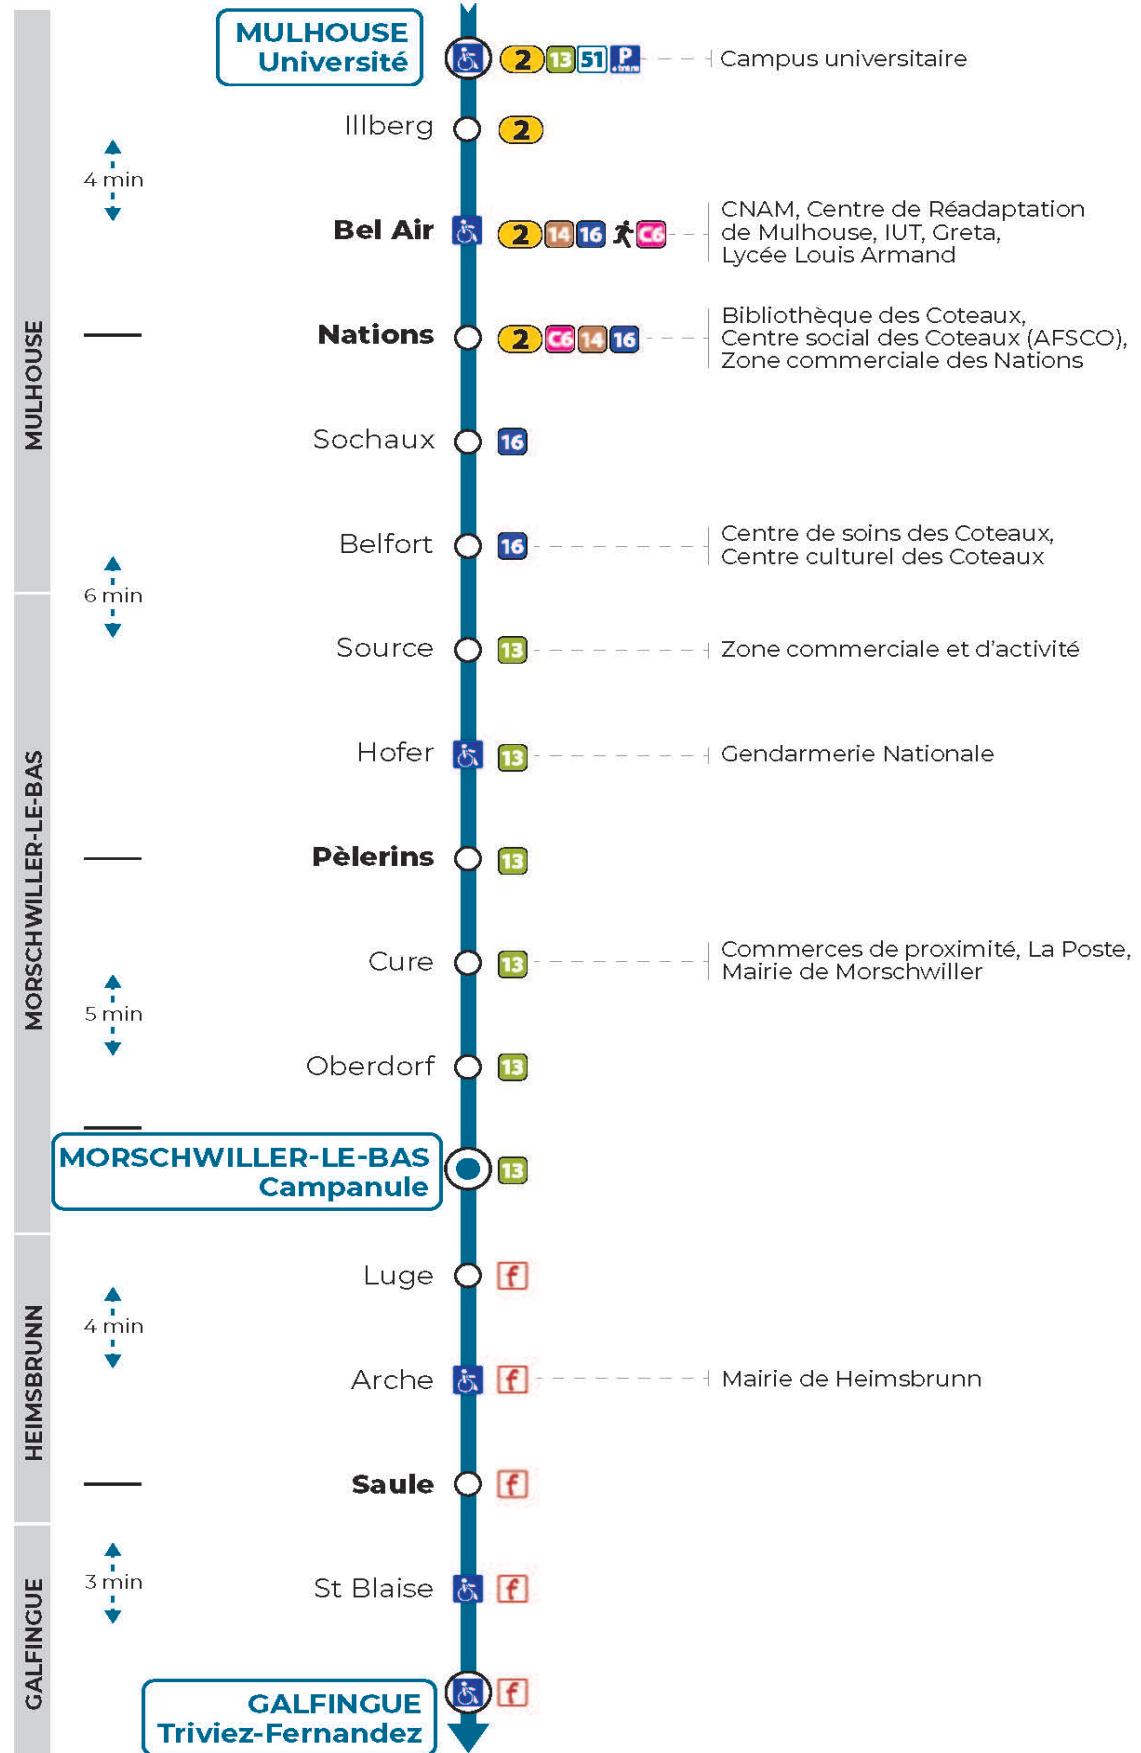 MULHOUSE
Université
2 13 51 P
+ tram
Campus universitaire
Illberg
2
4 min
Bel Air
2 14 16 C6
CNAM, Centre de Réadaptation
de Mulhouse, IUT, Greta,
Lycée Louis Armand
MULHOUSE
Nations
2 C6 14 16
Bibliothèque des Coteaux,
Centre social des Coteaux (AFSCO),
Zone commerciale des Nations
Sochaux
16
Belfort
16
Centre de soins des Coteaux,
Centre culturel des Coteaux
6 min
Source
13
Zone commerciale et d'activité
Hofer
13
Gendarmerie Nationale
MORSCHWILLER-LE-BAS
Pèlerins
13
Cure
13
Commerces de proximité, La Poste,
Mairie de Morschwiller
5 min
Oberdorf
13
MORSCHWILLER-LE-BAS
Campanule
13
Luge
f
4 min
HEIMSBRUNN
Arche
f
Mairie de Heimsbrunn
Saule
f
3 min
St Blaise
f
GALFINGUE
GALFINGUE
Triviez-Fernandez
f